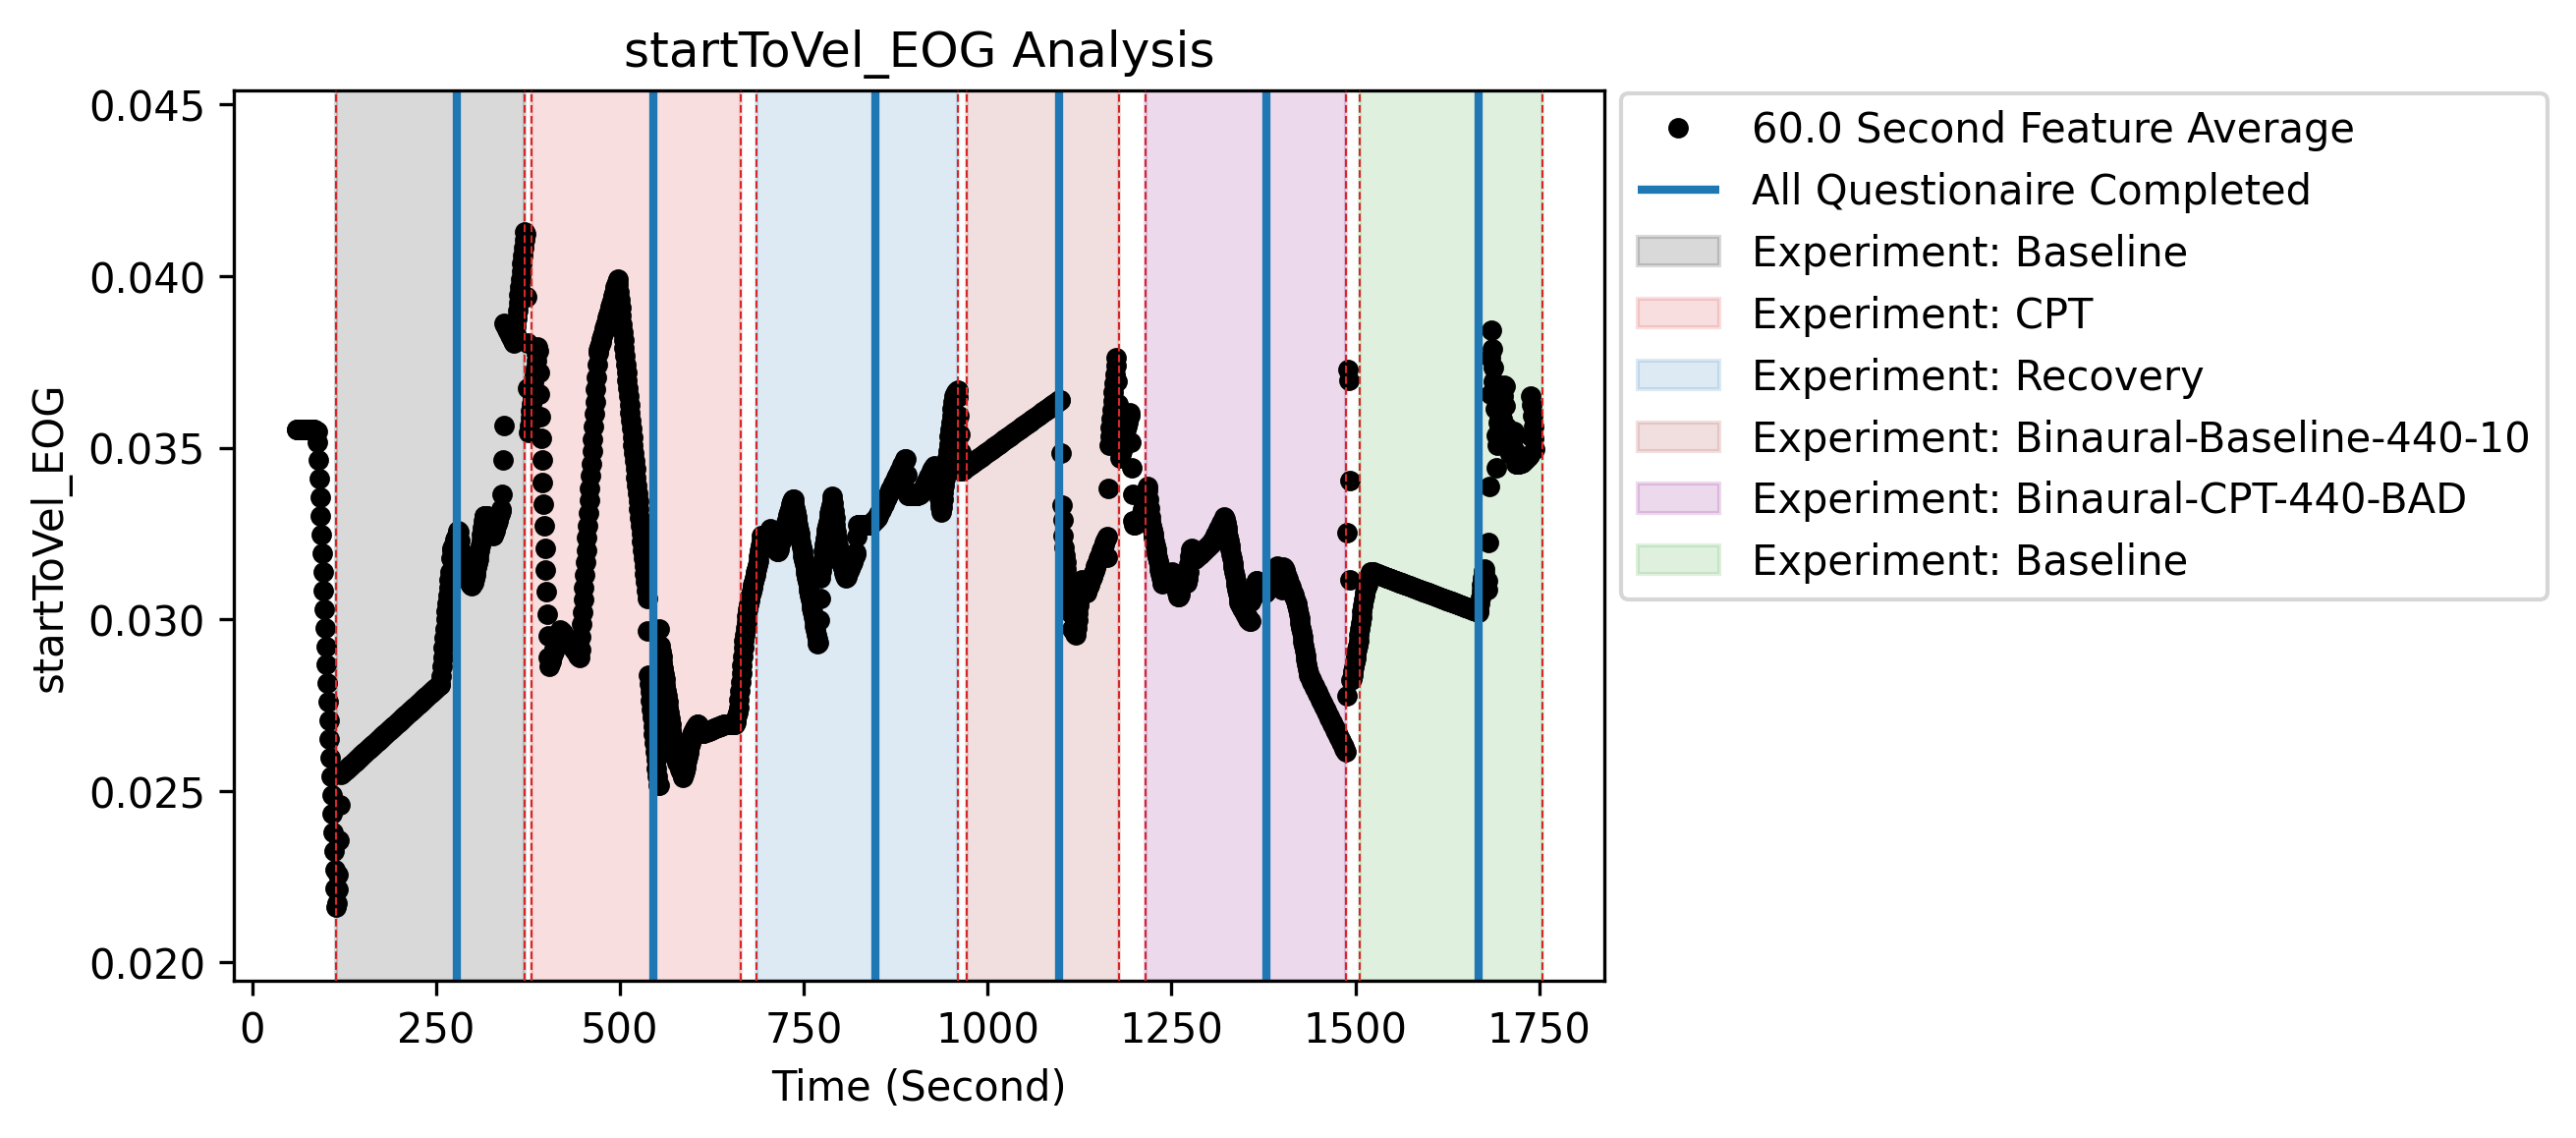 startToVel_EOG Analysis
startToVel_EOG
0.045
0.040
0.035
0.030
0.025
0.020
0
250
500
750
1000
1250
1500
1750
Time (Second)
60.0 Second Feature Average
All Questionaire Completed
Experiment: Baseline
Experiment: CPT
Experiment: Recovery
Experiment: Binaural-Baseline-440-10
Experiment: Binaural-CPT-440-BAD
Experiment: Baseline